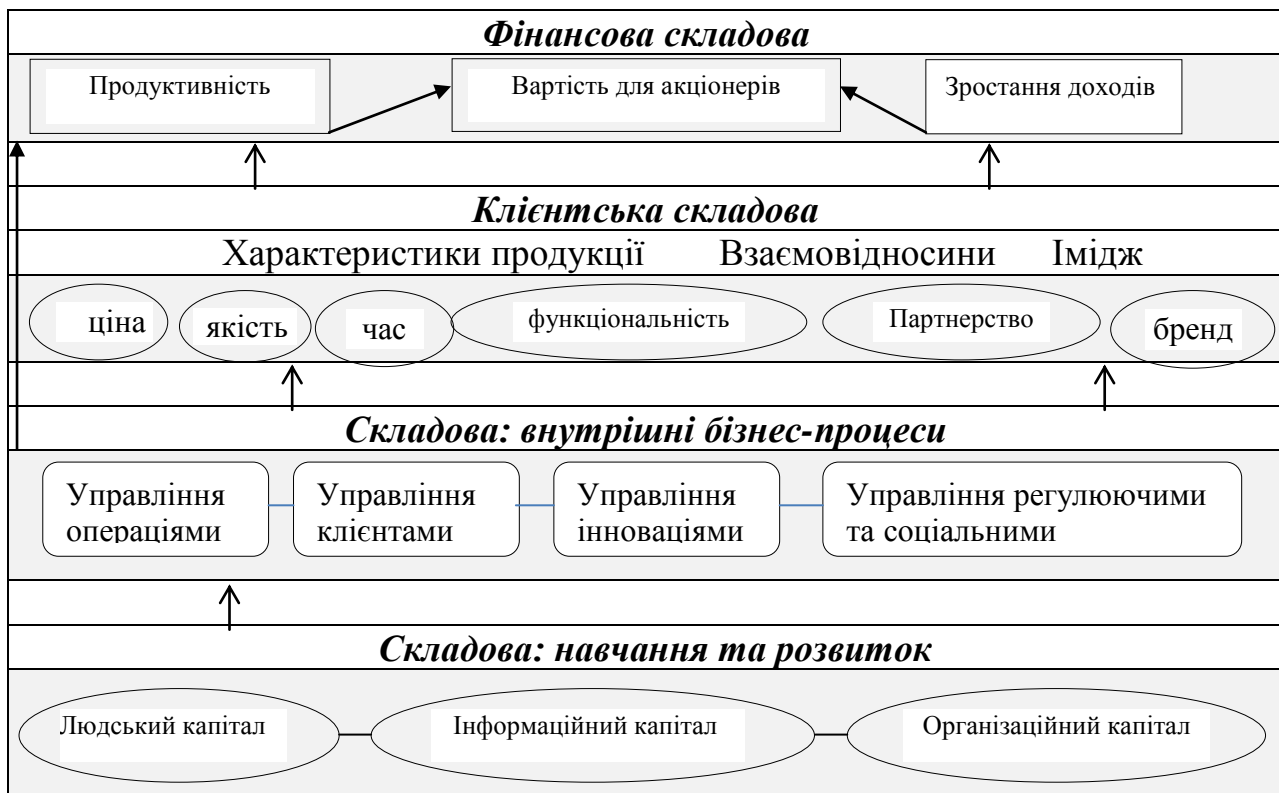 Фінансова складова
Продуктивність
Вартість для акціонерів
Зростання доходів
Клієнтська складова
Характеристики продукції Взаємовідносини Імідж
ціна
якість
час
функціональність
Партнерство
бренд
Складова: внутрішні бізнес-процеси
Управління
операціями
Управління
клієнтами
Управління
інноваціями
Управління регулюючими
та соціальними
Складова: навчання та розвиток
Людський капітал
Інформаційний капітал
Організаційний капітал